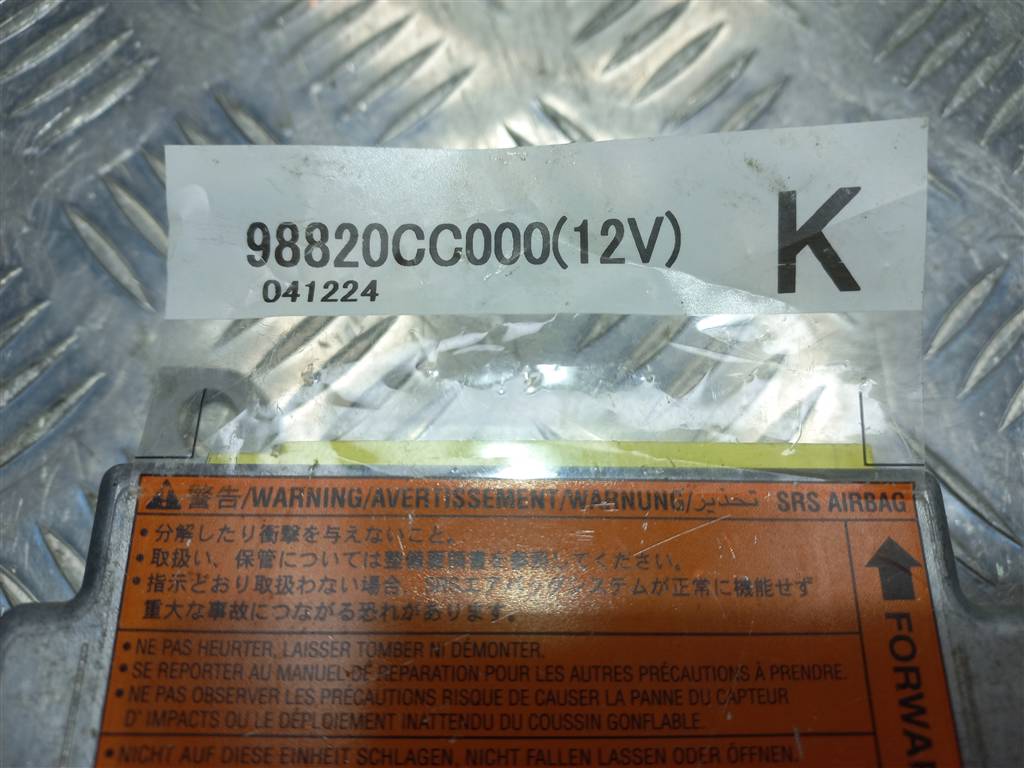 98820CC000(12V)
K
041224
警告/WARNING/AVERTISSEMENT/WARNUNG/تحذير SRS AIRBAG
• 分解したり衝撃を与えないこと。
• 取扱い、保管については整備要領書を参照してください。
• 指示どおり取扱わない場合、SRSエアバッグシステムが正常に機能せず
重大な事故につながる恐れがあります。
• NE PAS HEURTER, LAISSER TOMBER NI DÉMONTER.
• SE REPORTER AU MANUEL DE RÉPARATION POUR LES AUTRES PRÉCAUTIONS À PRENDRE.
• NE PAS OBSERVER LES PRÉCAUTIONS RISQUE DE CAUSER LA PANNE DU CAPTEUR
D' IMPACTS OU LE DÉPLOIEMENT INATTENDU DU COUSSIN GONFLABLE.
• NICHT AUF DIESE EINHEIT SCHLAGEN, NICHT FALLEN LASSEN ODER ÖFFNEN.